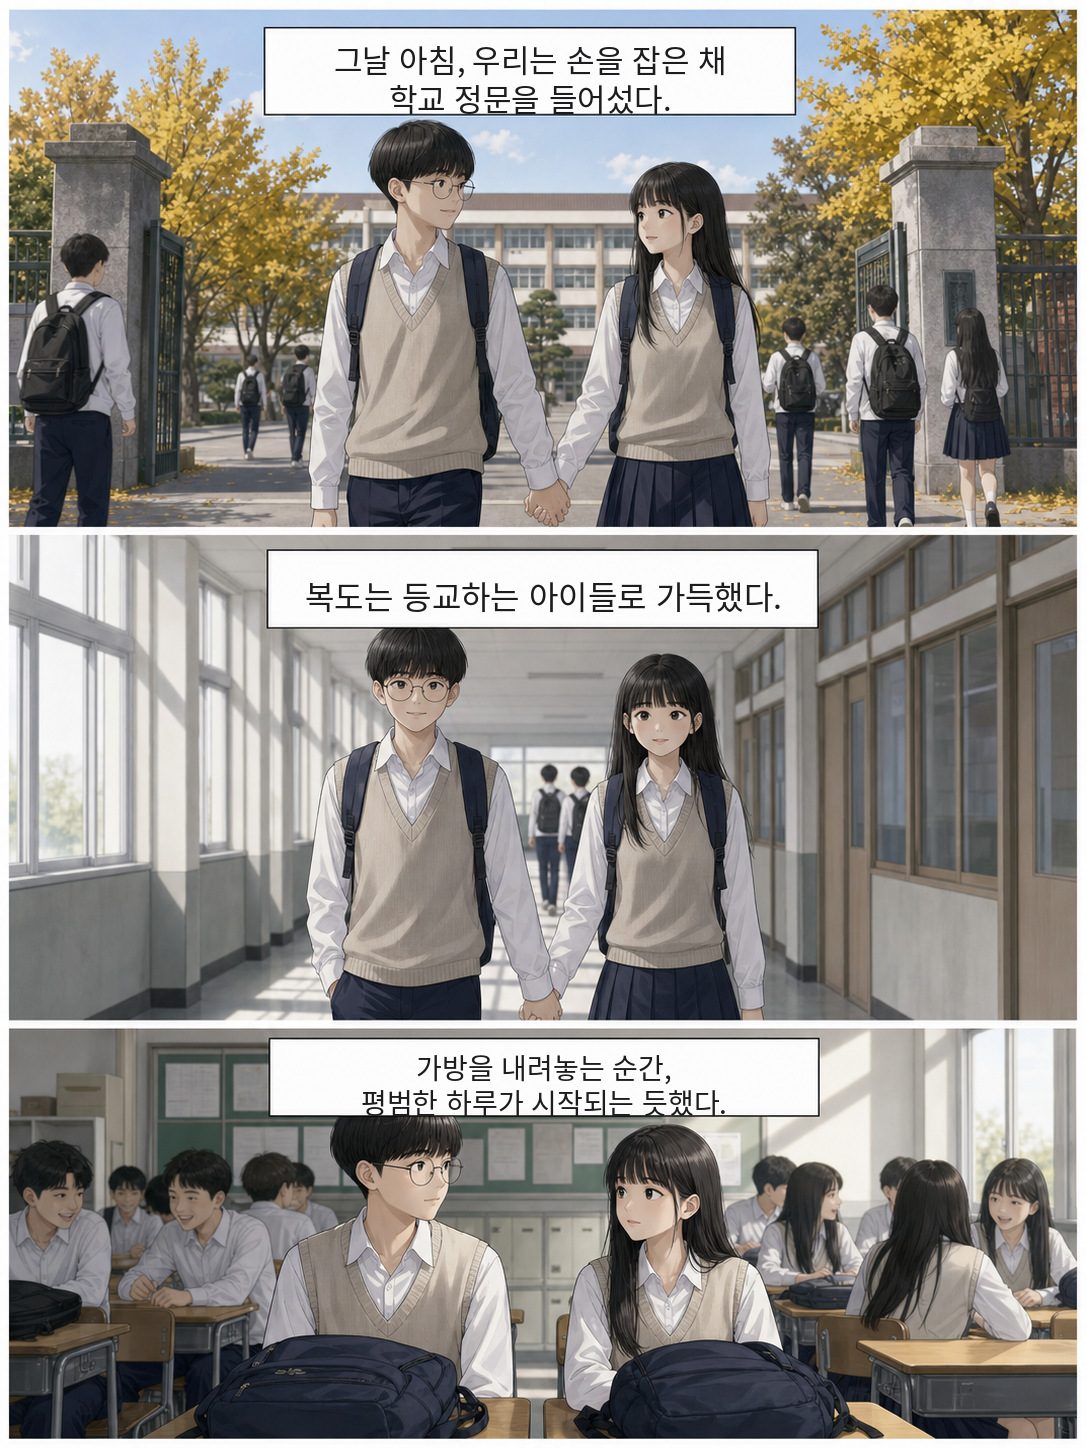 그날 아침, 우리는 손을 잡은 채
학교 정문을 들어섰다.
복도는 등교하는 아이들로 가득했다.
가방을 내려놓는 순간,
평범한 하루가 시작되는 듯했다.